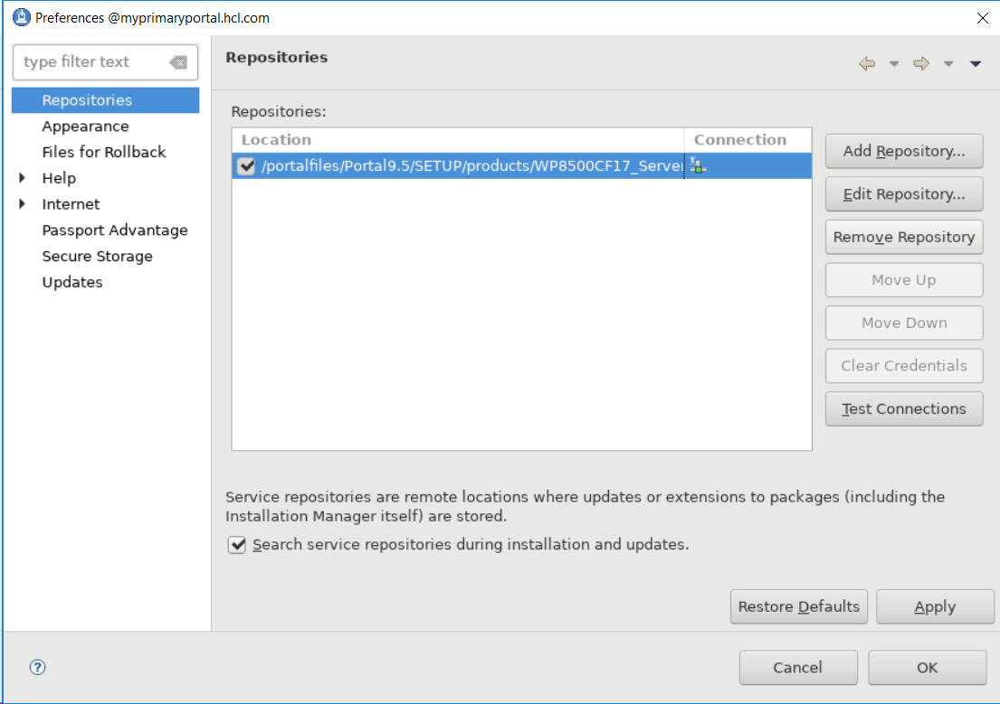 Preferences @myprimaryportal.hcl.com
type filter text
Repositories
Appearance
Files for Rollback
Help
Internet
Passport Advantage
Secure Storage
Updates
Repositories
Repositories:
Location Connection
/portalfiles/Portal9.5/SETUP/products/WP8500CF17_Server
Add Repository...
Edit Repository...
Remove Repository
Move Up
Move Down
Clear Credentials
Test Connections
Service repositories are remote locations where updates or extensions to packages (including the
Installation Manager itself) are stored.
Search service repositories during installation and updates.
Restore Defaults Apply
? Cancel OK